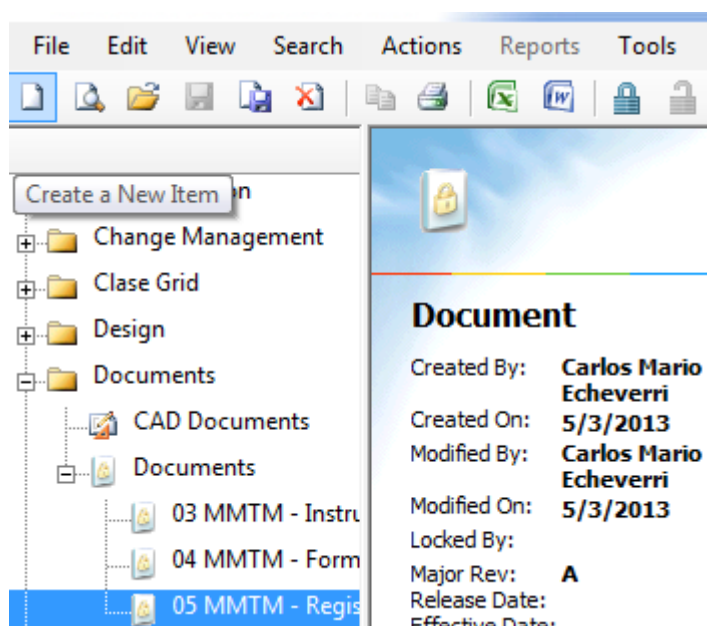 File Edit View Search Actions Reports Tools
Create a New Item
Change Management
Clase Grid
Design
Documents
CAD Documents
Documents
03 MMTM - Instru
04 MMTM - Form
05 MMTM - Regis
Document
Created By: Carlos Mario
Echeverri
Created On: 5/3/2013
Modified By: Carlos Mario
Echeverri
Modified On: 5/3/2013
Locked By:
Major Rev: A
Release Date:
Effective Date: